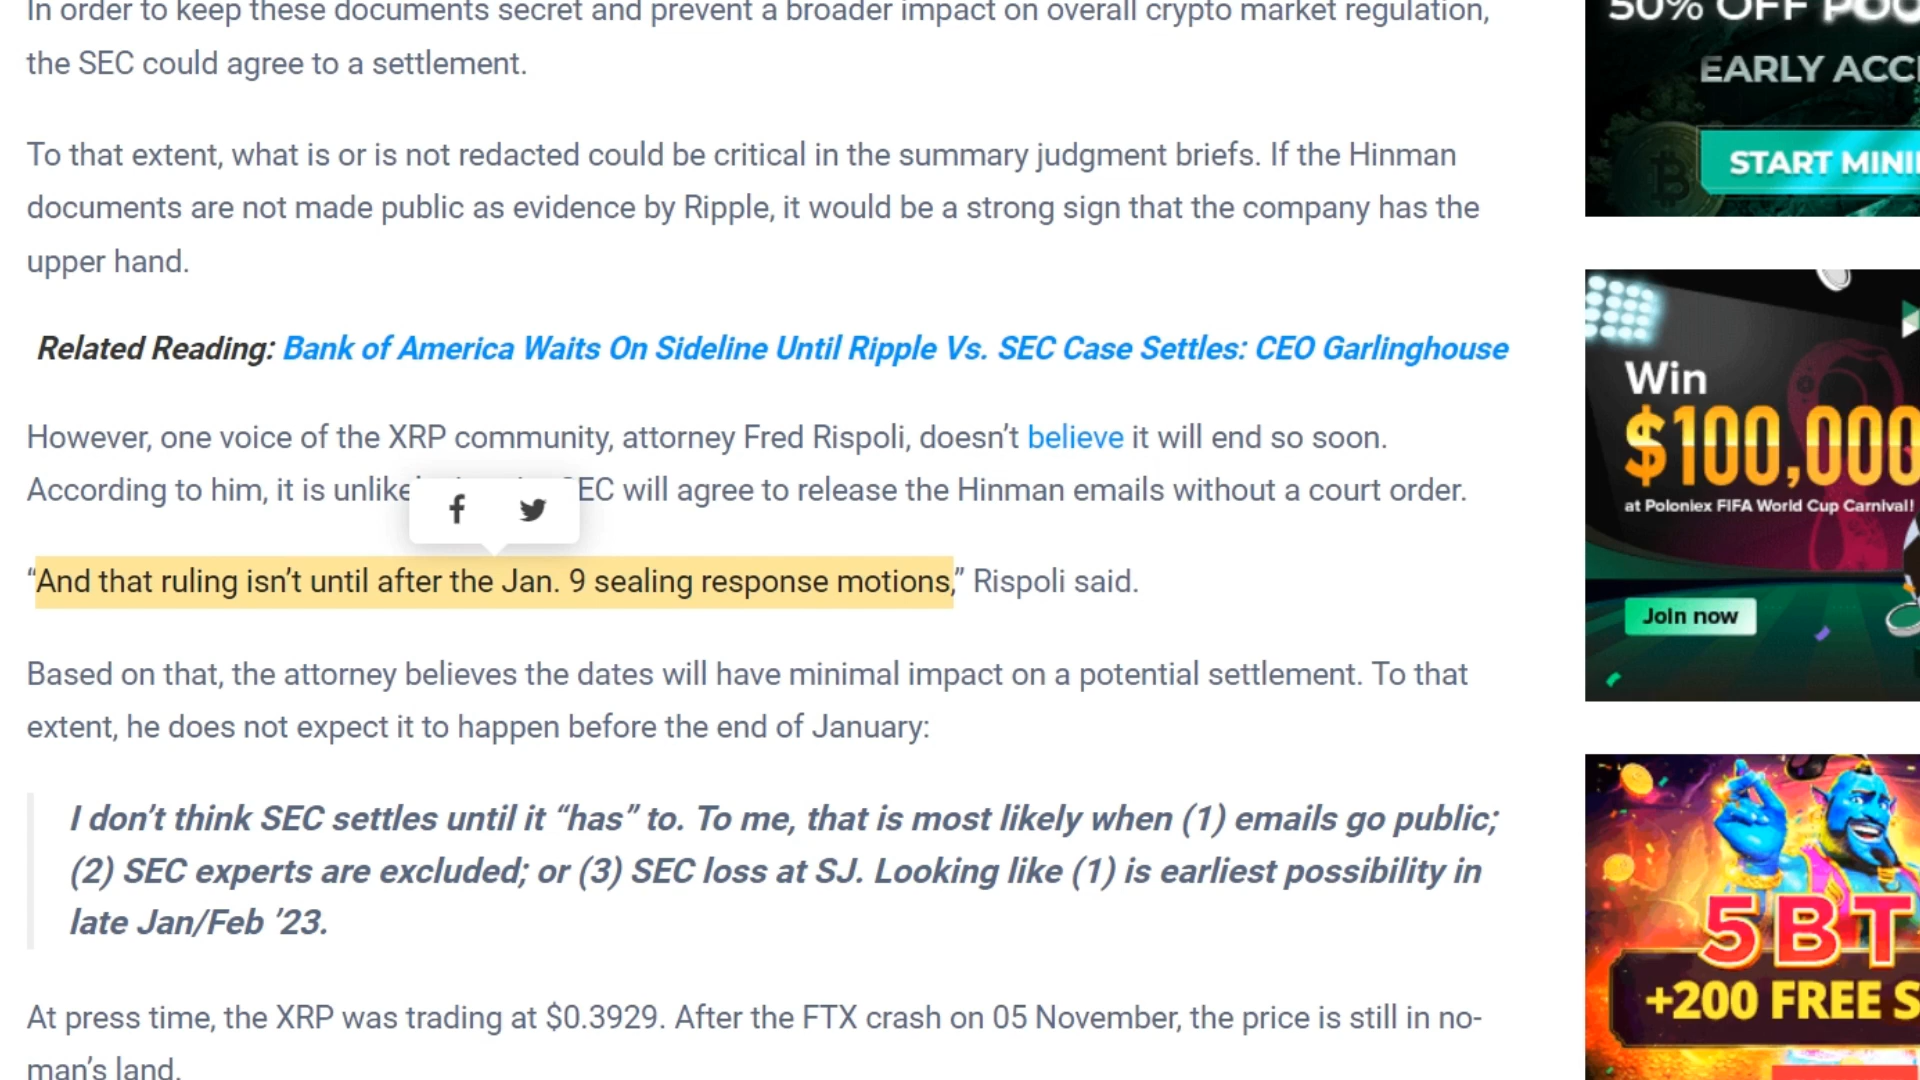 In order to keep these documents secret and prevent a broader impact on overall crypto market regulation,
the SEC could agree to a settlement.
To that extent, what is or is not redacted could be critical in the summary judgment briefs. If the Hinman
documents are not made public as evidence by Ripple, it would be a strong sign that the company has the
upper hand.
Related Reading: Bank of America Waits On Sideline Until Ripple Vs. SEC Case Settles: CEO Garlinghouse
However, one voice of the XRP community, attorney Fred Rispoli, doesn’t believe it will end so soon.
According to him, it is EC will agree to release the Hinman emails without a court order.
“And that ruling isn’t until after the Jan. 9 sealing response motions,” Rispoli said.
Based on that, the attorney believes the dates will have minimal impact on a potential settlement. To that
extent, he does not expect it to happen before the end of January:
I don’t think SEC settles until it “has” to. To me, that is most likely when (1) emails go public;
(2) SEC experts are excluded; or (3) SEC loss at SJ. Looking like (1) is earliest possibility in
late Jan/Feb ’23.
At press time, the XRP was trading at $0.3929. After the FTX crash on 05 November, the price is still in no-
man’s land.
50% OFF
EARLY
START
Win
$100,000
at Poloniex FIFA World Cup Carnival!
Join now
5 BT
+200 FREE S